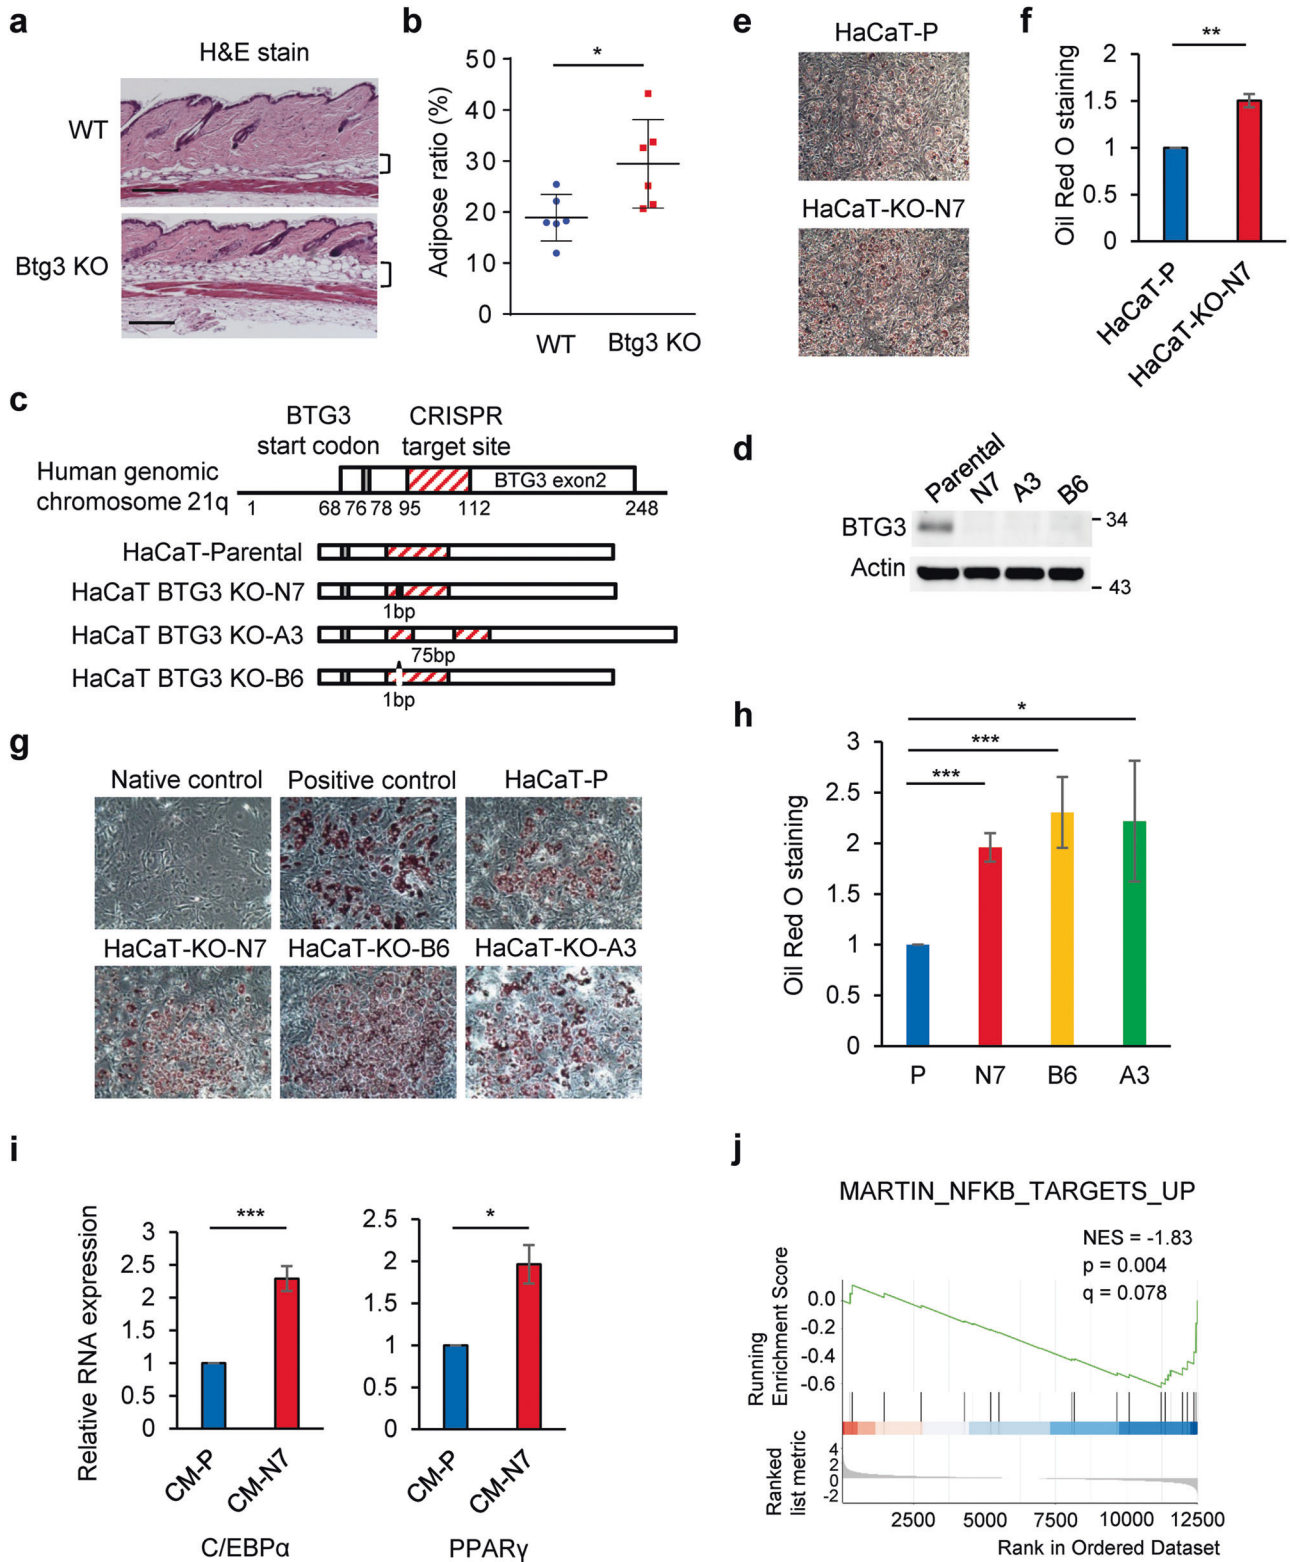 a
H&E stain
WT
Btg3 KO
b
Adipose ratio (%)
50
40
30
20
10
0
*
WT
Btg3 KO
c
BTG3
start codon
CRISPR
target site
Human genomic
chromosome 21q
BTG3 exon2
1
68
76
78
95
112
248
HaCaT-Parental
HaCaT BTG3 KO-N7
1bp
HaCaT BTG3 KO-A3
75bp
HaCaT BTG3 KO-B6
1bp
d
Parental
N7
A3
B6
BTG3
34
Actin
43
e
HaCaT-P
HaCaT-KO-N7
f
Oil Red O staining
2
1.5
1
0.5
0
**
HaCaT-P
HaCaT-KO-N7
g
Native control
Positive control
HaCaT-P
HaCaT-KO-N7
HaCaT-KO-B6
HaCaT-KO-A3
h
Oil Red O staining
3
2.5
2
1.5
1
0.5
0
*
***
***
P
N7
B6
A3
i
Relative RNA expression
3
2.5
2
1.5
1
0.5
0
***
CM-P
CM-N7
C/EBPα
2.5
2
1.5
1
0.5
0
*
CM-P
CM-N7
PPARγ
j
MARTIN_NFKB_TARGETS_UP
NES = -1.83
p = 0.004
q = 0.078
Running
Enrichment Score
0.0
-0.2
-0.4
-0.6
Ranked
list metric
4
2
0
-2
2500
5000
7500
10000
12500
Rank in Ordered Dataset